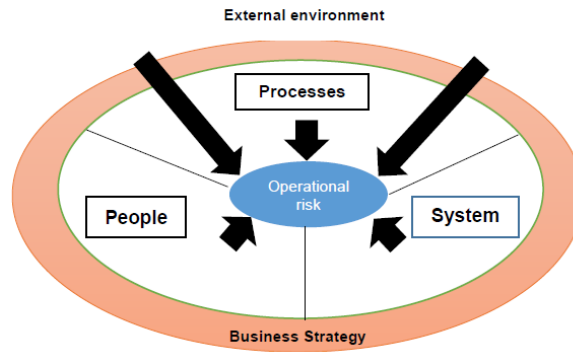 External environment
Processes
Operational
risk
People
System
Business Strategy